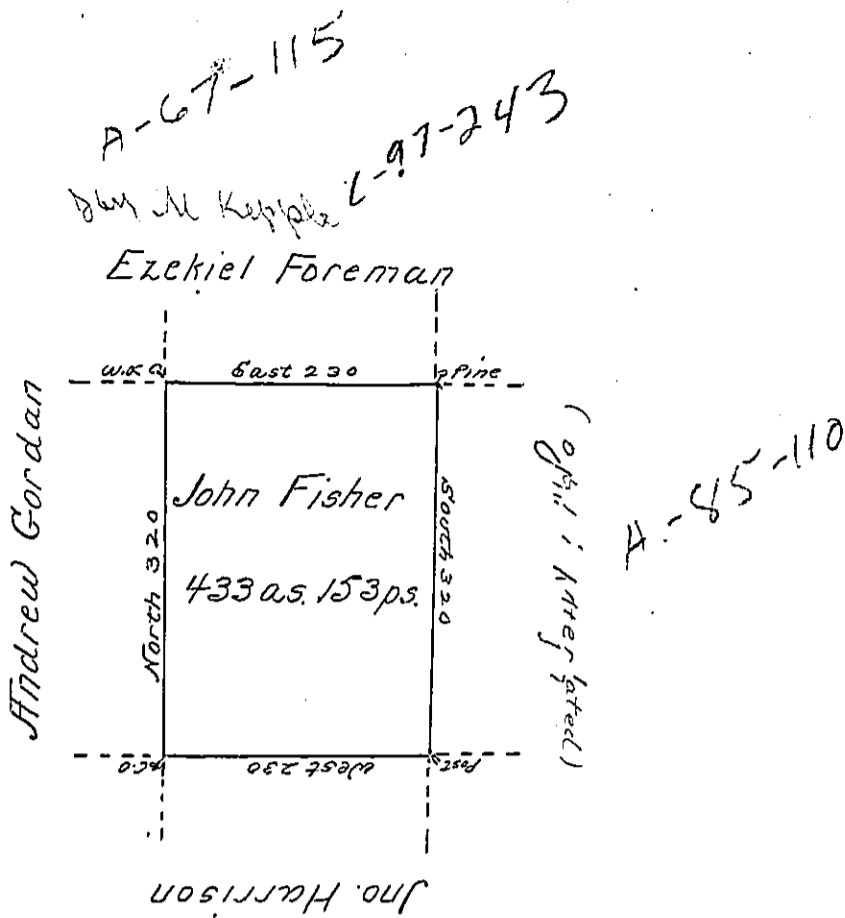 A-67-115
M Kepple C-97-243
Ezekiel Foreman
W.K.O East 230 Pine
Andrew Gordan
North 320
John Fisher
433 as. 153 ps.
South 320
A-85-110
West 230 Post
Jno. Harrison